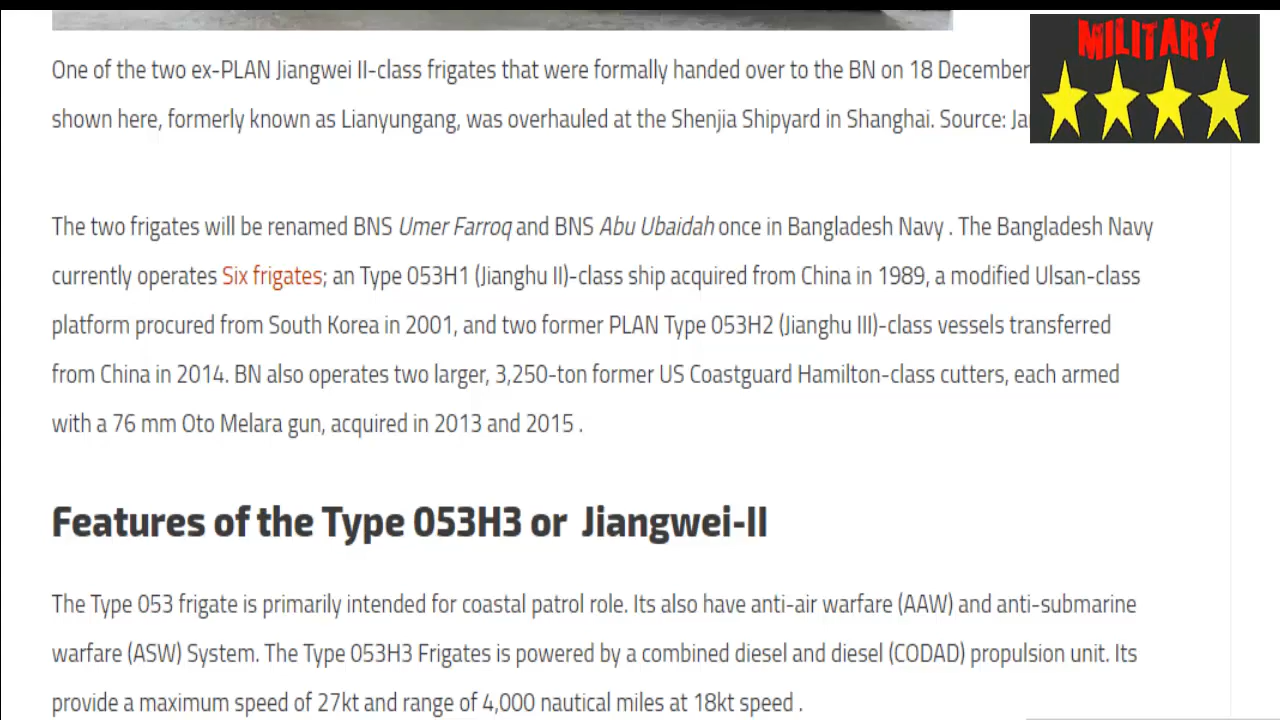 MILITARY
One of the two ex-PLAN Jiangwei II-class frigates that were formally handed over to the BN on 18 December
shown here, formerly known as Lianyungang, was overhauled at the Shenjia Shipyard in Shanghai. Source:
The two frigates will be renamed BNS Umer Farroq and BNS Abu Ubaidah once in Bangladesh Navy . The Bangladesh Navy
currently operates Six frigates; an Type 053H1 (Jianghu II)-class ship acquired from China in 1989, a modified Ulsan-class
platform procured from South Korea in 2001, and two former PLAN Type 053H2 (Jianghu III)-class vessels transferred
from China in 2014. BN also operates two larger, 3,250-ton former US Coastguard Hamilton-class cutters, each armed
with a 76 mm Oto Melara gun, acquired in 2013 and 2015 .
Features of the Type 053H3 or Jiangwei-II
The Type 053 frigate is primarily intended for coastal patrol role. Its also have anti-air warfare (AAW) and anti-submarine
warfare (ASW) System. The Type 053H3 Frigates is powered by a combined diesel and diesel (CODAD) propulsion unit. Its
provide a maximum speed of 27kt and range of 4,000 nautical miles at 18kt speed .